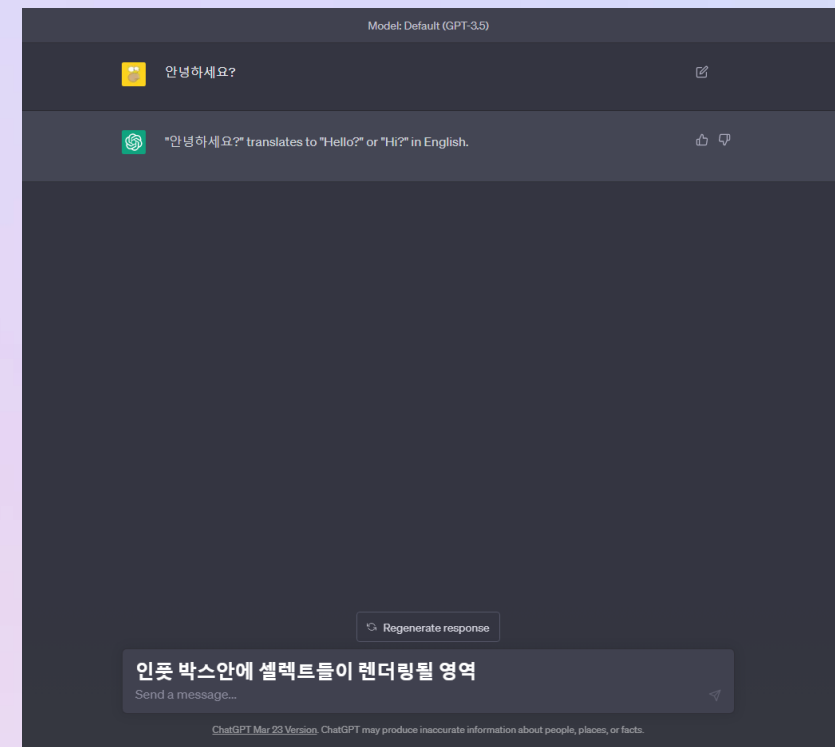 Model: Default (GPT-3.5)
안녕하세요?
"안녕하세요?" translates to "Hello?" or "Hi?" in English.
Regenerate response
인풋 박스안에 셀렉트들이 렌더링될 영역
Send a message...
ChatGPT Mar 23 Version. ChatGPT may produce inaccurate information about people, places, or facts.